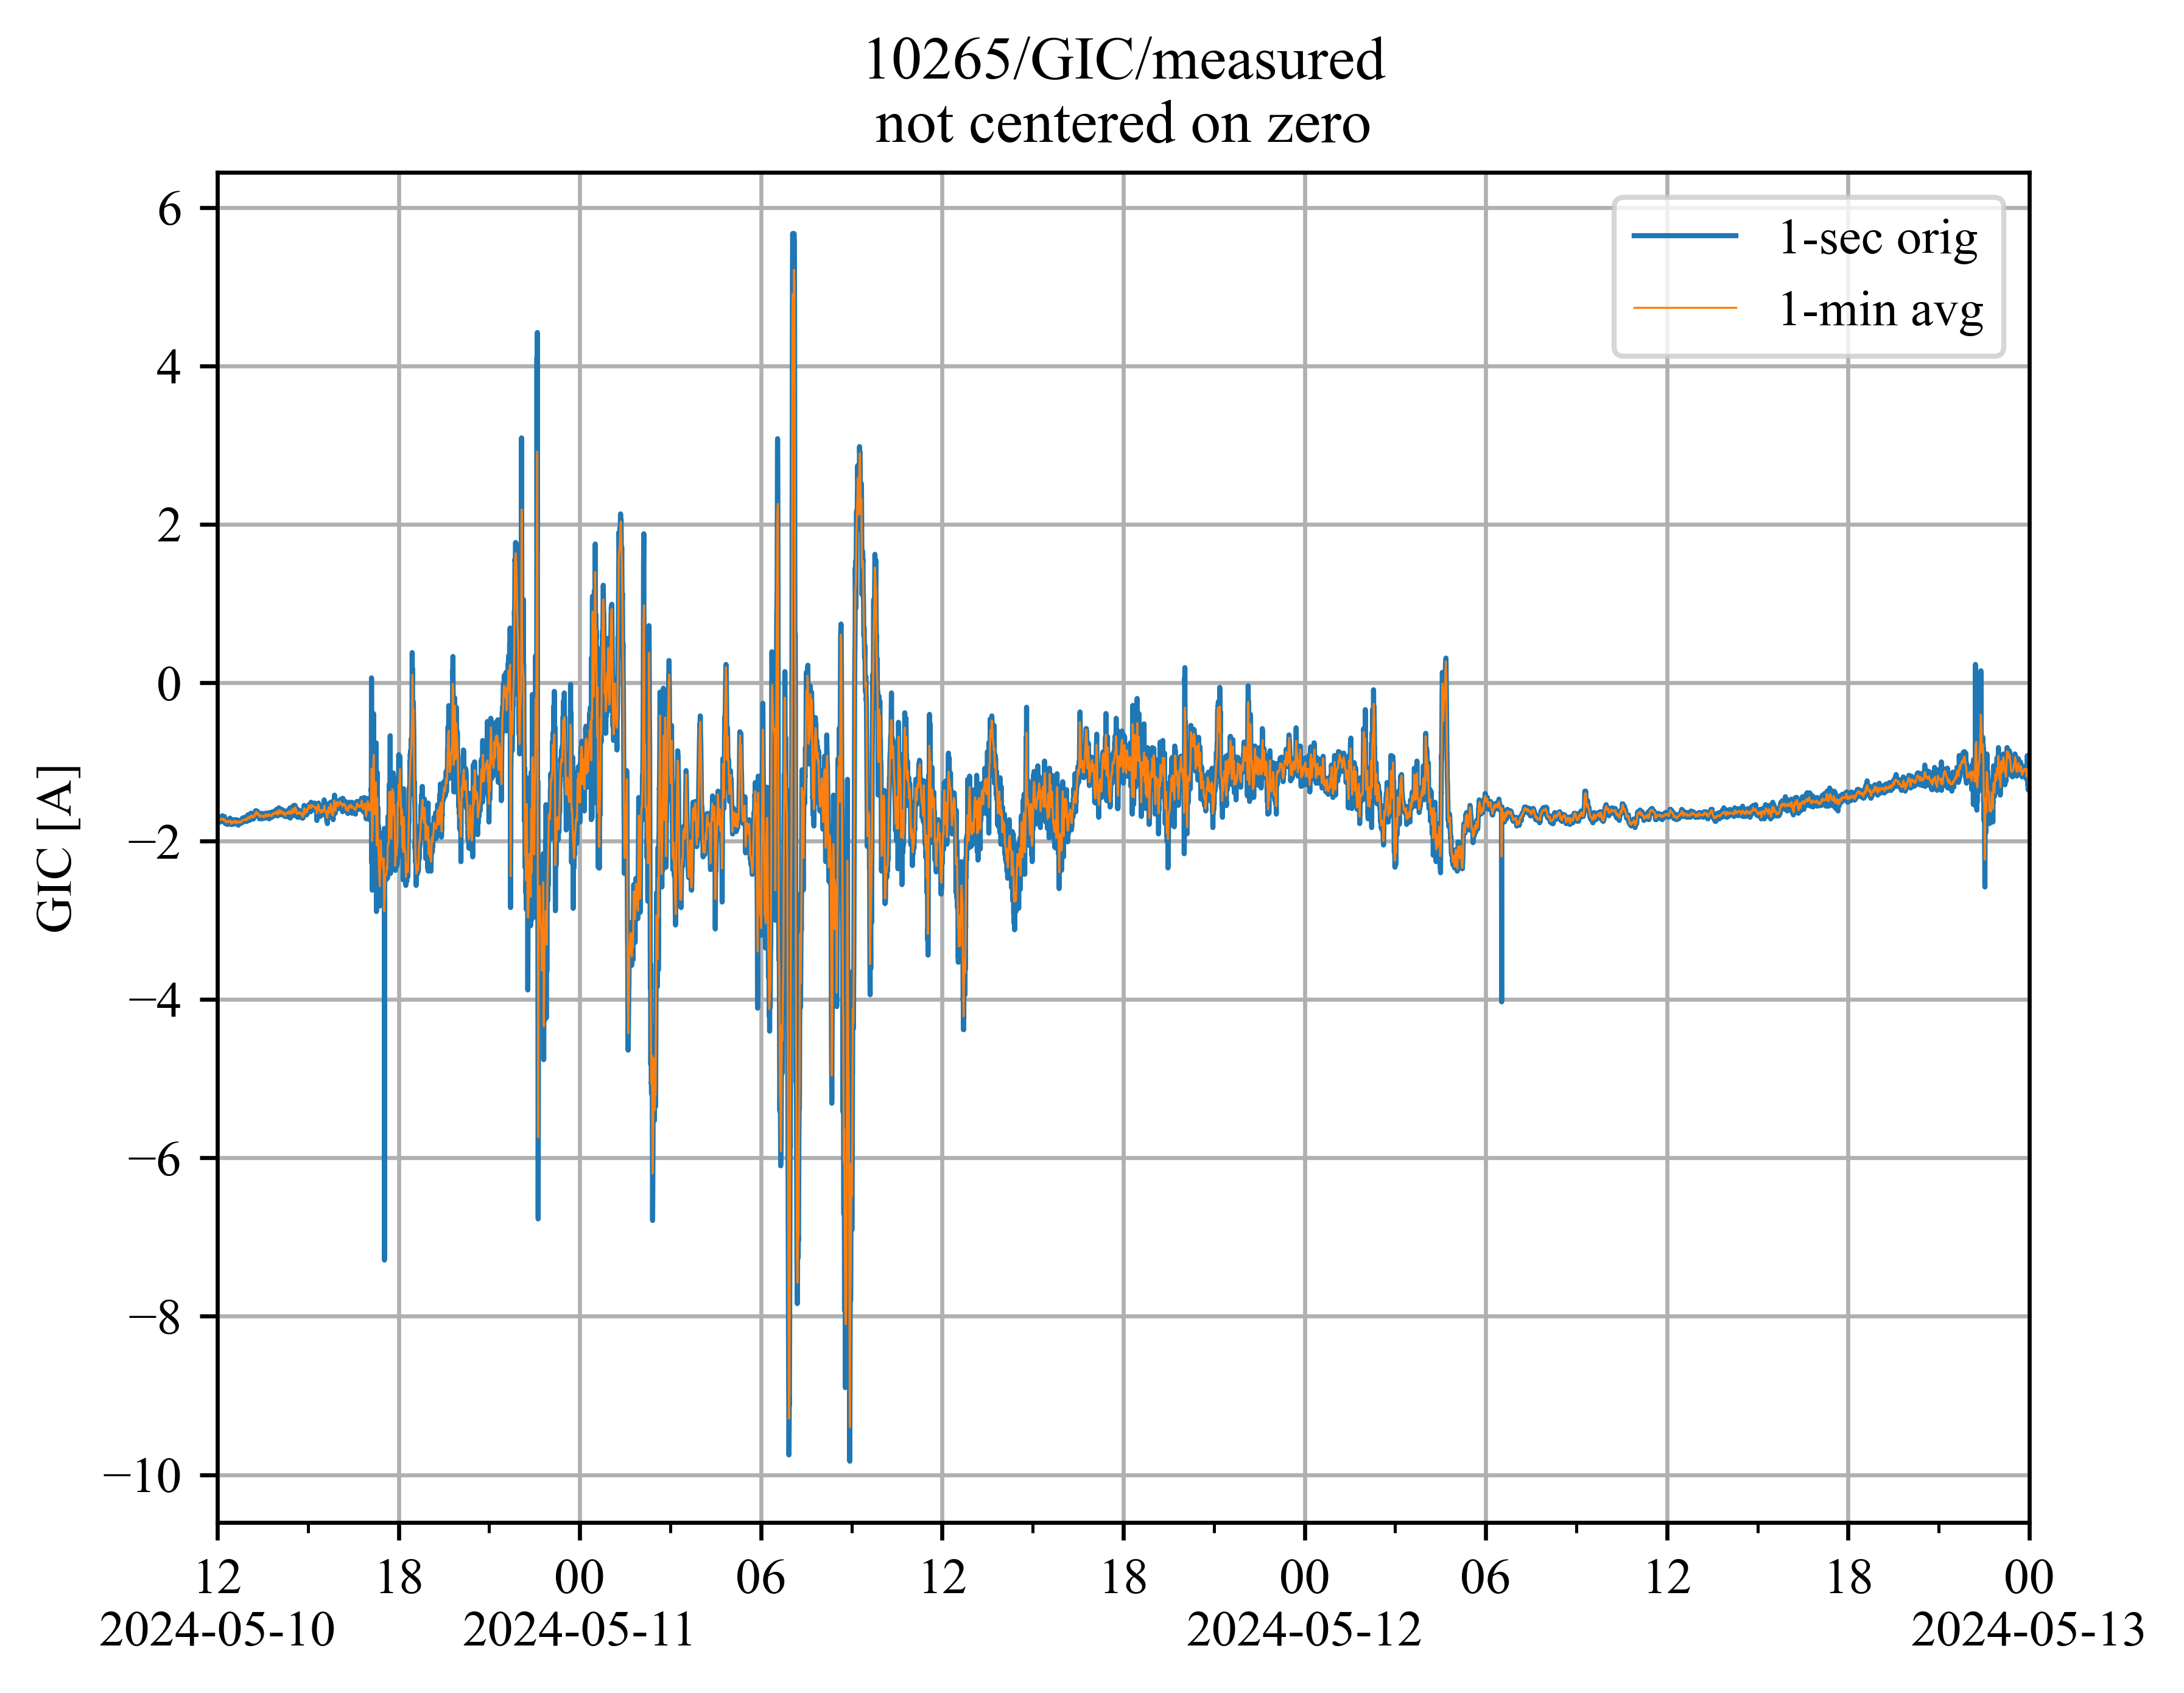 10265/GIC/measured
not centered on zero
1-sec orig
1-min avg
GIC [A]
6
4
2
0
−2
−4
−6
−8
−10
12 18 00 06 12 18 00 06 12 18 00
2024-05-10 2024-05-11 2024-05-12 2024-05-13